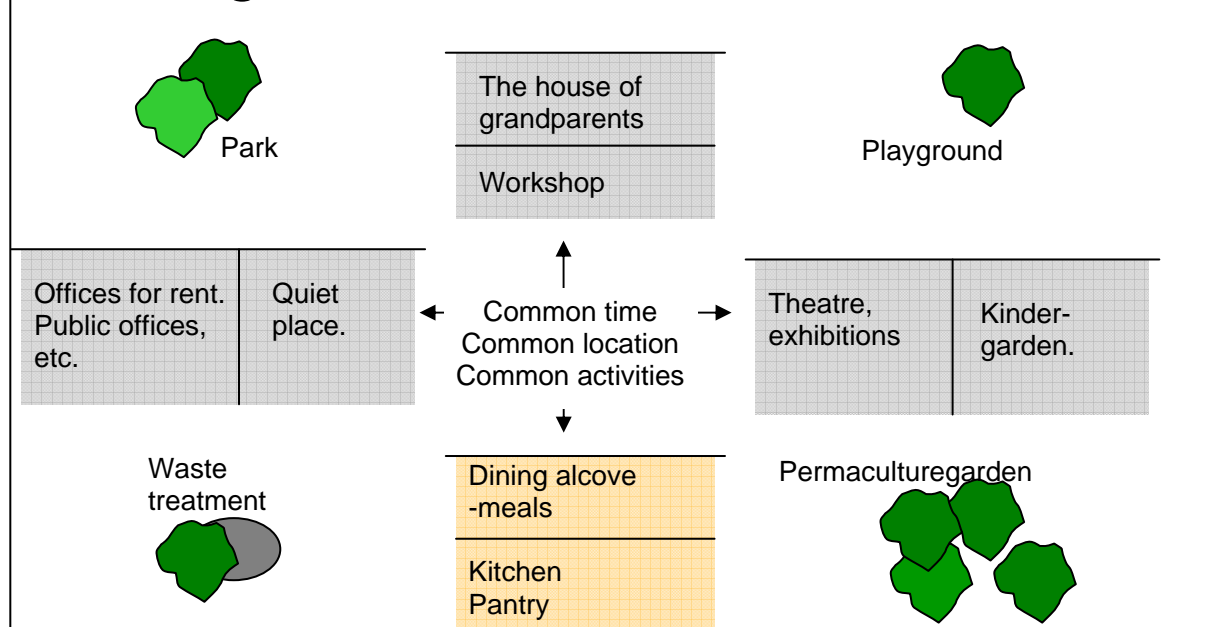 The house of
grandparents
Park
Playground
Workshop
Offices for rent.
Public offices,
etc.
Quiet
place.
Common time
Common location
Common activities
Theatre,
exhibitions
Kinder-
garden.
Waste
treatment
Dining alcove
-meals
Permaculturegarden
Kitchen
Pantry